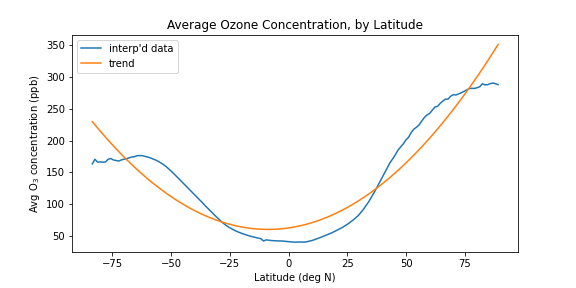 Average Ozone Concentration, by Latitude
interp'd data
trend
Avg O₃ concentration (ppb)
350
300
250
200
150
100
50
−75
−50
−25
0
25
50
75
Latitude (deg N)